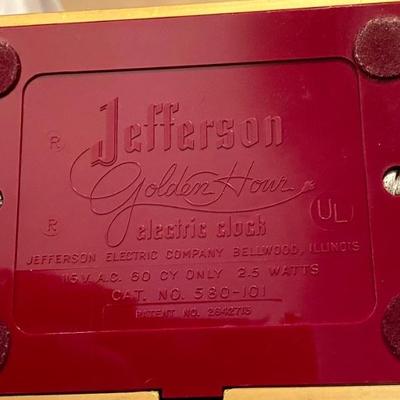 ® Jefferson
Golden Hour
® electric clock UL
JEFFERSON ELECTRIC COMPANY BELLWOOD, ILLINOIS
115 V. A.C. 60 CY ONLY 2.5 WATTS
CAT. NO. 580-101
PATENT NO. 2642713